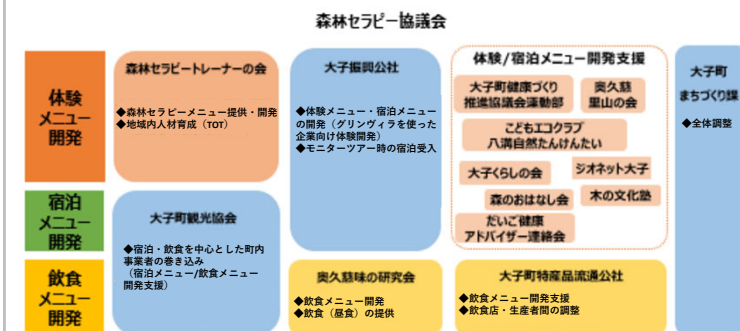 森林セラピー協議会
体験
メニュー
開発
森林セラピートレーナーの会
◆森林セラピーメニュー提供・開発
◆地域内人材育成（TOT）
大子振興公社
◆体験メニュー・宿泊メニュー
の開発（グリンヴィラを使った
企業向け体験開発）
◆モニターツアー時の宿泊受入
体験/宿泊メニュー開発支援
大子町健康づくり
推進協議会運動部
奥久慈
里山の会
こどもエコクラブ
八溝自然たんけんたい
大子くらしの会
ジオネット大子
森のおはなし会
木の文化塾
だいご健康
アドバイザー連絡会
大子町
まちづくり課
◆全体調整
宿泊
メニュー
開発
大子町観光協会
◆宿泊・飲食を中心とした町内
事業者の巻き込み
（宿泊メニュー/飲食メニュー
開発支援）
飲食
メニュー
開発
奥久慈味の研究会
◆飲食メニュー開発
◆飲食（昼食）の提供
大子町特産品流通公社
◆飲食メニュー開発支援
◆飲食店・生産者間の調整